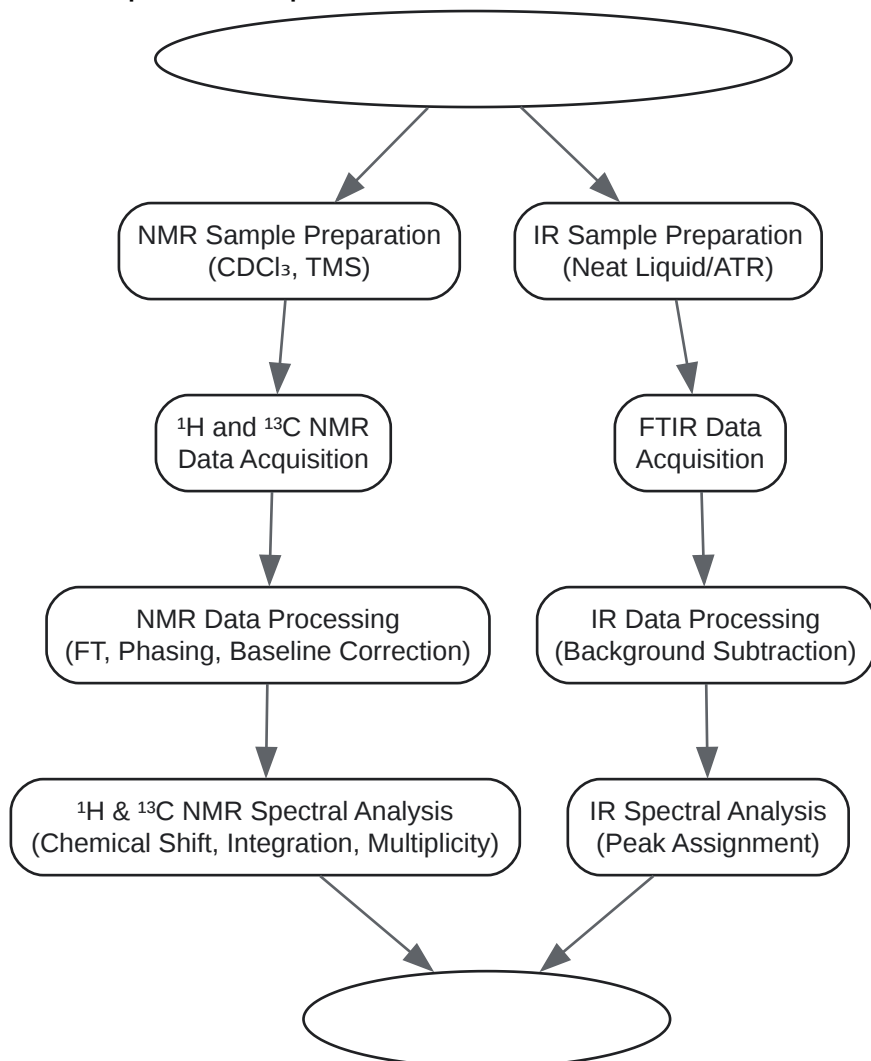 NMR Sample Preparation
(CDCl₃, TMS)
IR Sample Preparation
(Neat Liquid/ATR)
¹H and ¹³C NMR
Data Acquisition
FTIR Data
Acquisition
NMR Data Processing
(FT, Phasing, Baseline Correction)
IR Data Processing
(Background Subtraction)
¹H & ¹³C NMR Spectral Analysis
(Chemical Shift, Integration, Multiplicity)
IR Spectral Analysis
(Peak Assignment)